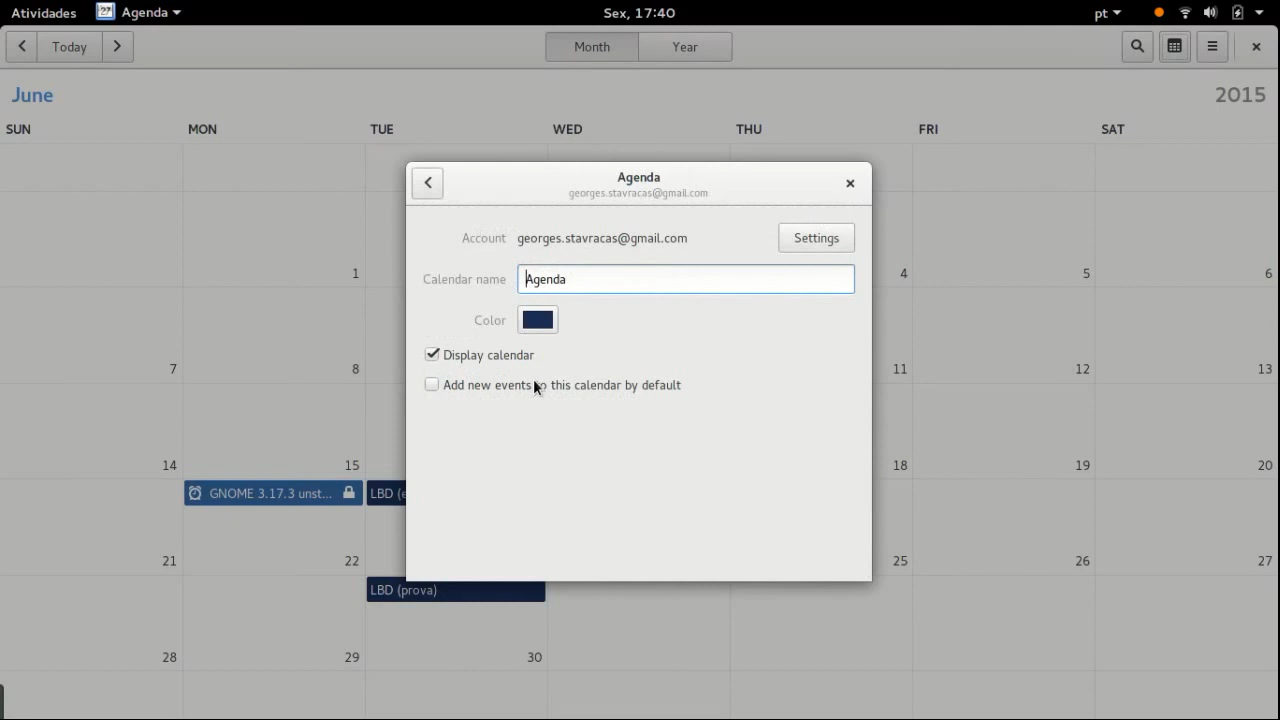 Atividades Agenda Sex, 17:40 pt
Today Month Year
June 2015
SUN MON TUE WED THU FRI SAT
Agenda
georges.stavracas@gmail.com
Account georges.stavracas@gmail.com Settings
Calendar name Agenda
Color
Display calendar
Add new events to this calendar by default
1 4 5 6
7 8 11 12 13
14 15 18 19 20
GNOME 3.17.3 unst... LBD (e
21 22 25 26 27
LBD (prova)
28 29 30